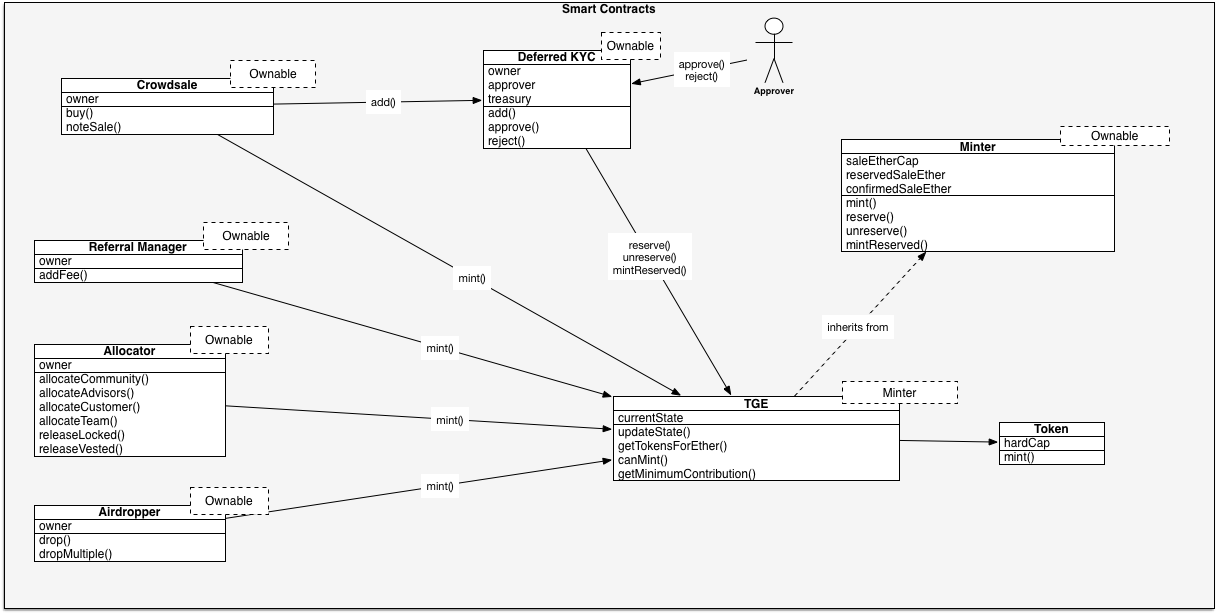 Smart Contracts
Ownable
Crowdsale
owner
buy()
noteSale()
add()
Ownable
Deferred KYC
owner
approver
treasury
add()
approve()
reject()
approve()
reject()
Approver
Ownable
Minter
saleEtherCap
reservedSaleEther
confirmedSaleEther
mint()
reserve()
unreserve()
mintReserved()
Ownable
Referral Manager
owner
addFee()
mint()
reserve()
unreserve()
mintReserved()
inherits from
mint()
Ownable
Allocator
owner
allocateCommunity()
allocateAdvisors()
allocateCustomer()
allocateTeam()
releaseLocked()
releaseVested()
mint()
Minter
TGE
currentState
updateState()
getTokensForEther()
canMint()
getMinimumContribution()
Token
hardCap
mint()
mint()
Ownable
Airdropper
owner
drop()
dropMultiple()